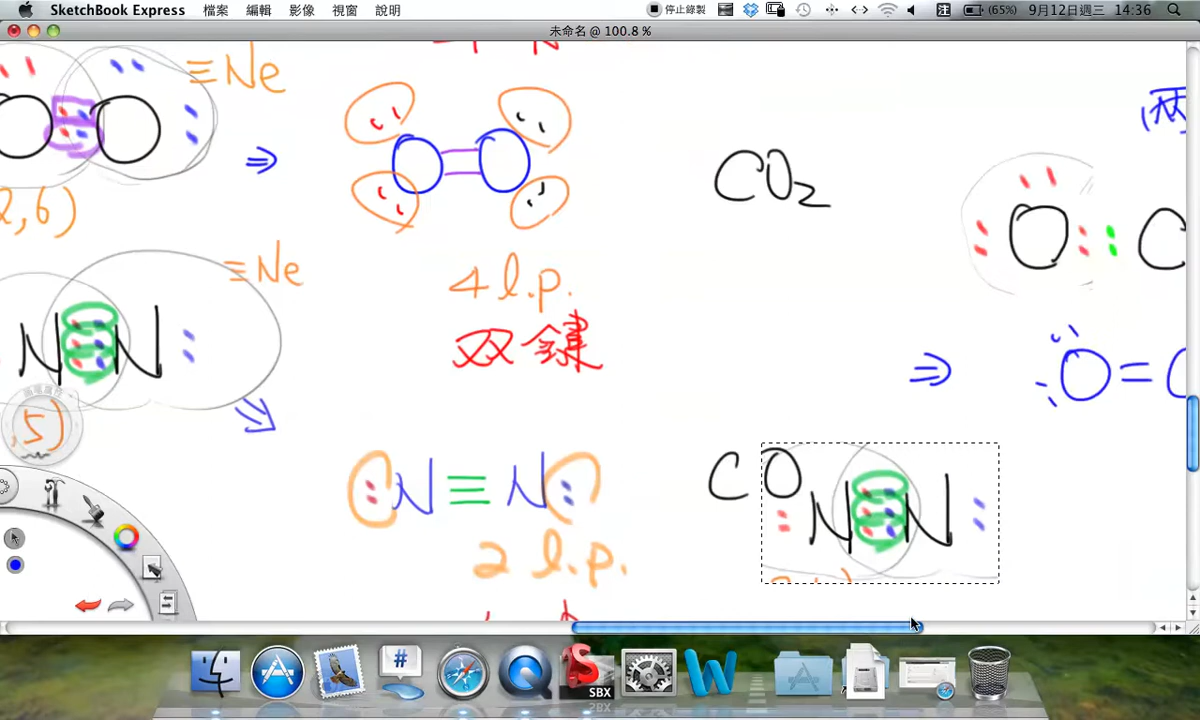 SketchBook Express 檔案 編輯 影像 視窗 說明 停止錄製 (65%) 9月12日週三 14:36
未命名 @ 100.8 %
≡Ne
O O
2,6)
⇒
O=O
4 l.p.
双鍵
CO₂
兩
:O: :C
⇒ O=C
≡Ne
N N:
,5)
:N≡N:
2 l.p.
CO
:N N:
SBX